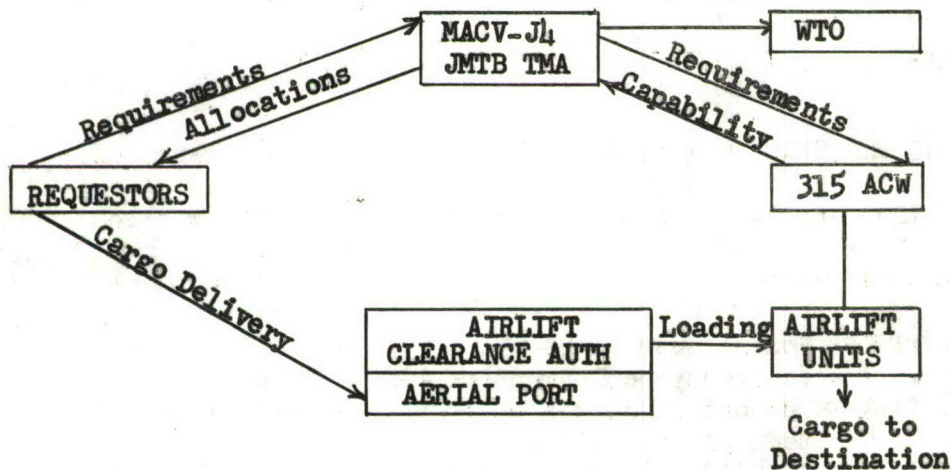 MACV-J4
JMTB TMA
WTO
Requirements
Allocations
Requirements
Capability
REQUESTORS
315 ACW
Cargo Delivery
AIRLIFT
CLEARANCE AUTH
AERIAL PORT
Loading
AIRLIFT
UNITS
Cargo to
Destination